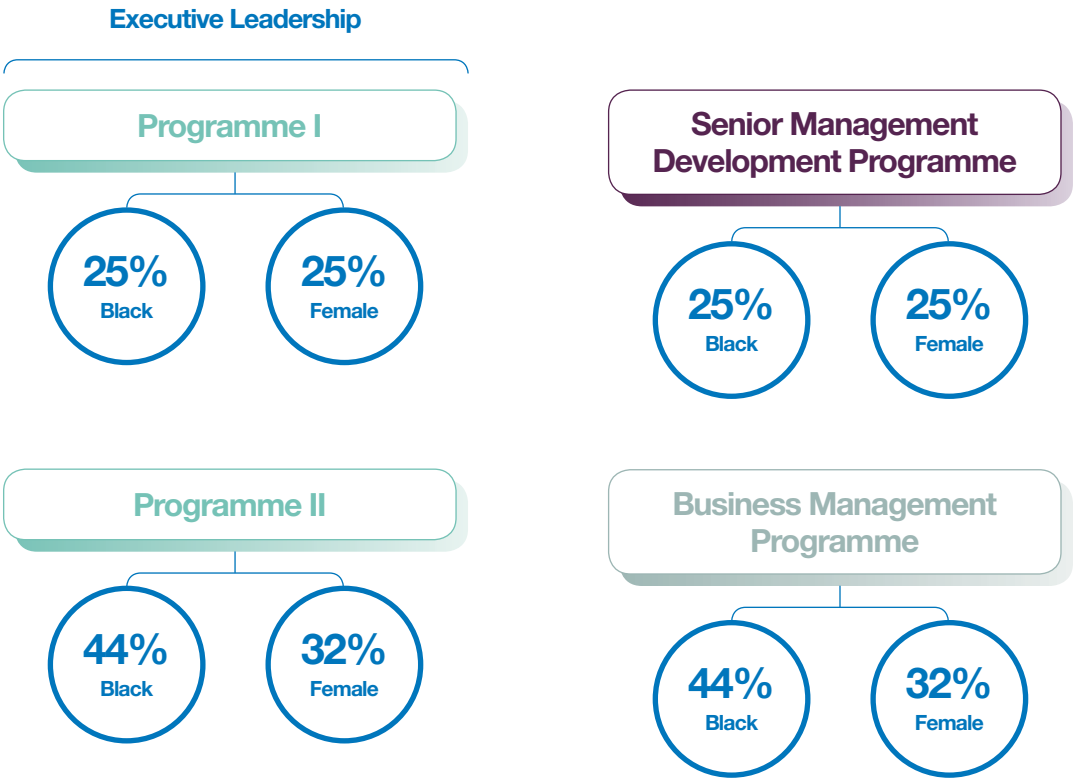 Executive Leadership
Programme I
25%
Black
25%
Female
Senior Management
Development Programme
25%
Black
25%
Female
Programme II
44%
Black
32%
Female
Business Management
Programme
44%
Black
32%
Female